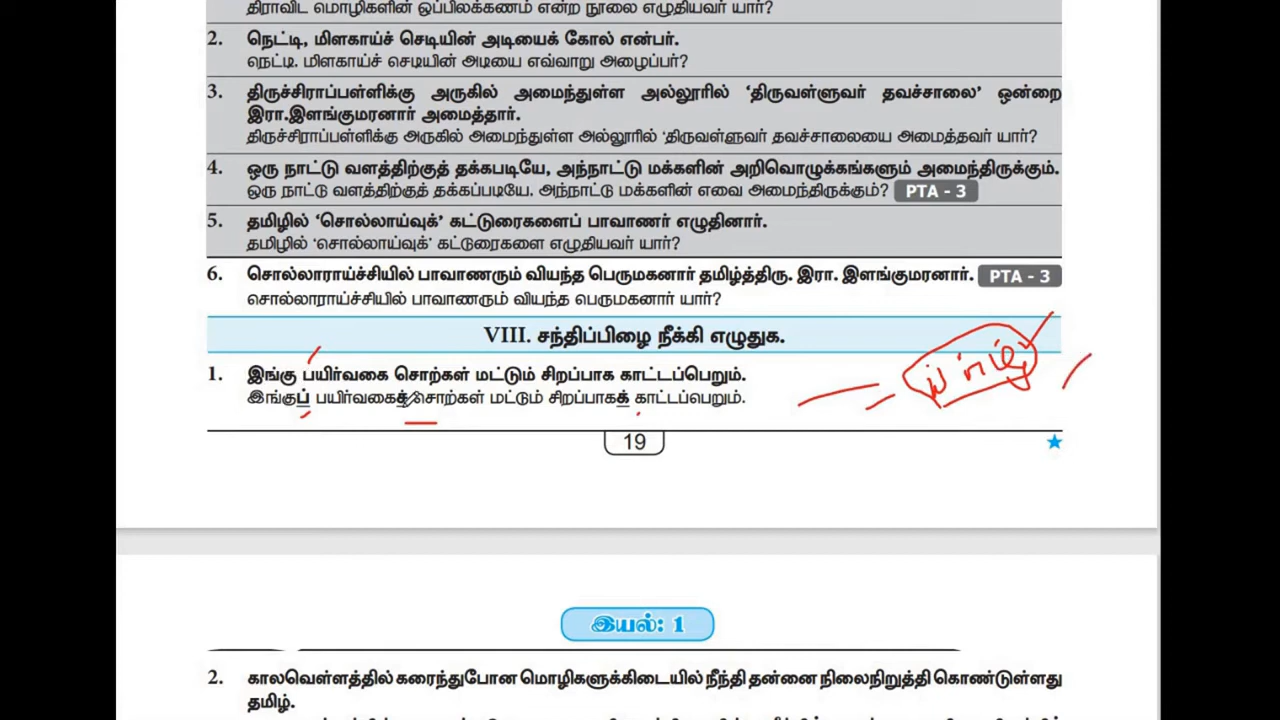 திராவிட மொழிகளின் ஒப்பிலக்கணம் என்ற நூலை எழுதியவர் யார்?
2. நெட்டி, மிளகாய்ச் செடியின் அடியைக் கோல் என்பர்.
நெட்டி. மிளகாய்ச் செடியின் அடியை எவ்வாறு அழைப்பர்?
3. திருச்சிராப்பள்ளிக்கு அருகில் அமைந்துள்ள அல்லூரில் ‘திருவள்ளுவர் தவச்சாலை’ ஒன்றை
இரா.இளங்குமரனார் அமைத்தார்.
திருச்சிராப்பள்ளிக்கு அருகில் அமைந்துள்ள அல்லூரில் ‘திருவள்ளுவர் தவச்சாலையை அமைத்தவர் யார்?
4. ஒரு நாட்டு வளத்திற்குத் தக்கபடியே, அந்நாட்டு மக்களின் அறிவொழுக்கங்களும் அமைந்திருக்கும்.
ஒரு நாட்டு வளத்திற்குத் தக்கப்படியே. அந்நாட்டு மக்களின் எவை அமைந்திருக்கும்? PTA - 3
5. தமிழில் ‘சொல்லாய்வுக்’ கட்டுரைகளைப் பாவாணர் எழுதினார்.
தமிழில் ‘சொல்லாய்வுக்’ கட்டுரைகளை எழுதியவர் யார்?
6. சொல்லாராய்ச்சியில் பாவாணரும் வியந்த பெருமகனார் தமிழ்த்திரு. இரா. இளங்குமரனார். PTA - 3
சொல்லாராய்ச்சியில் பாவாணரும் வியந்த பெருமகனார் யார்?
VIII. சந்திப்பிழை நீக்கி எழுதுக.
1. இங்கு பயிர்வகை சொற்கள் மட்டும் சிறப்பாக காட்டப்பெறும்.
இங்குப் பயிர்வகைச் சொற்கள் மட்டும் சிறப்பாகக் காட்டப்பெறும்.
19
இயல்: 1
2. காலவெள்ளத்தில் கரைந்துபோன மொழிகளுக்கிடையில் நீந்தி தன்னை நிலைநிறுத்தி கொண்டுள்ளது
தமிழ்.